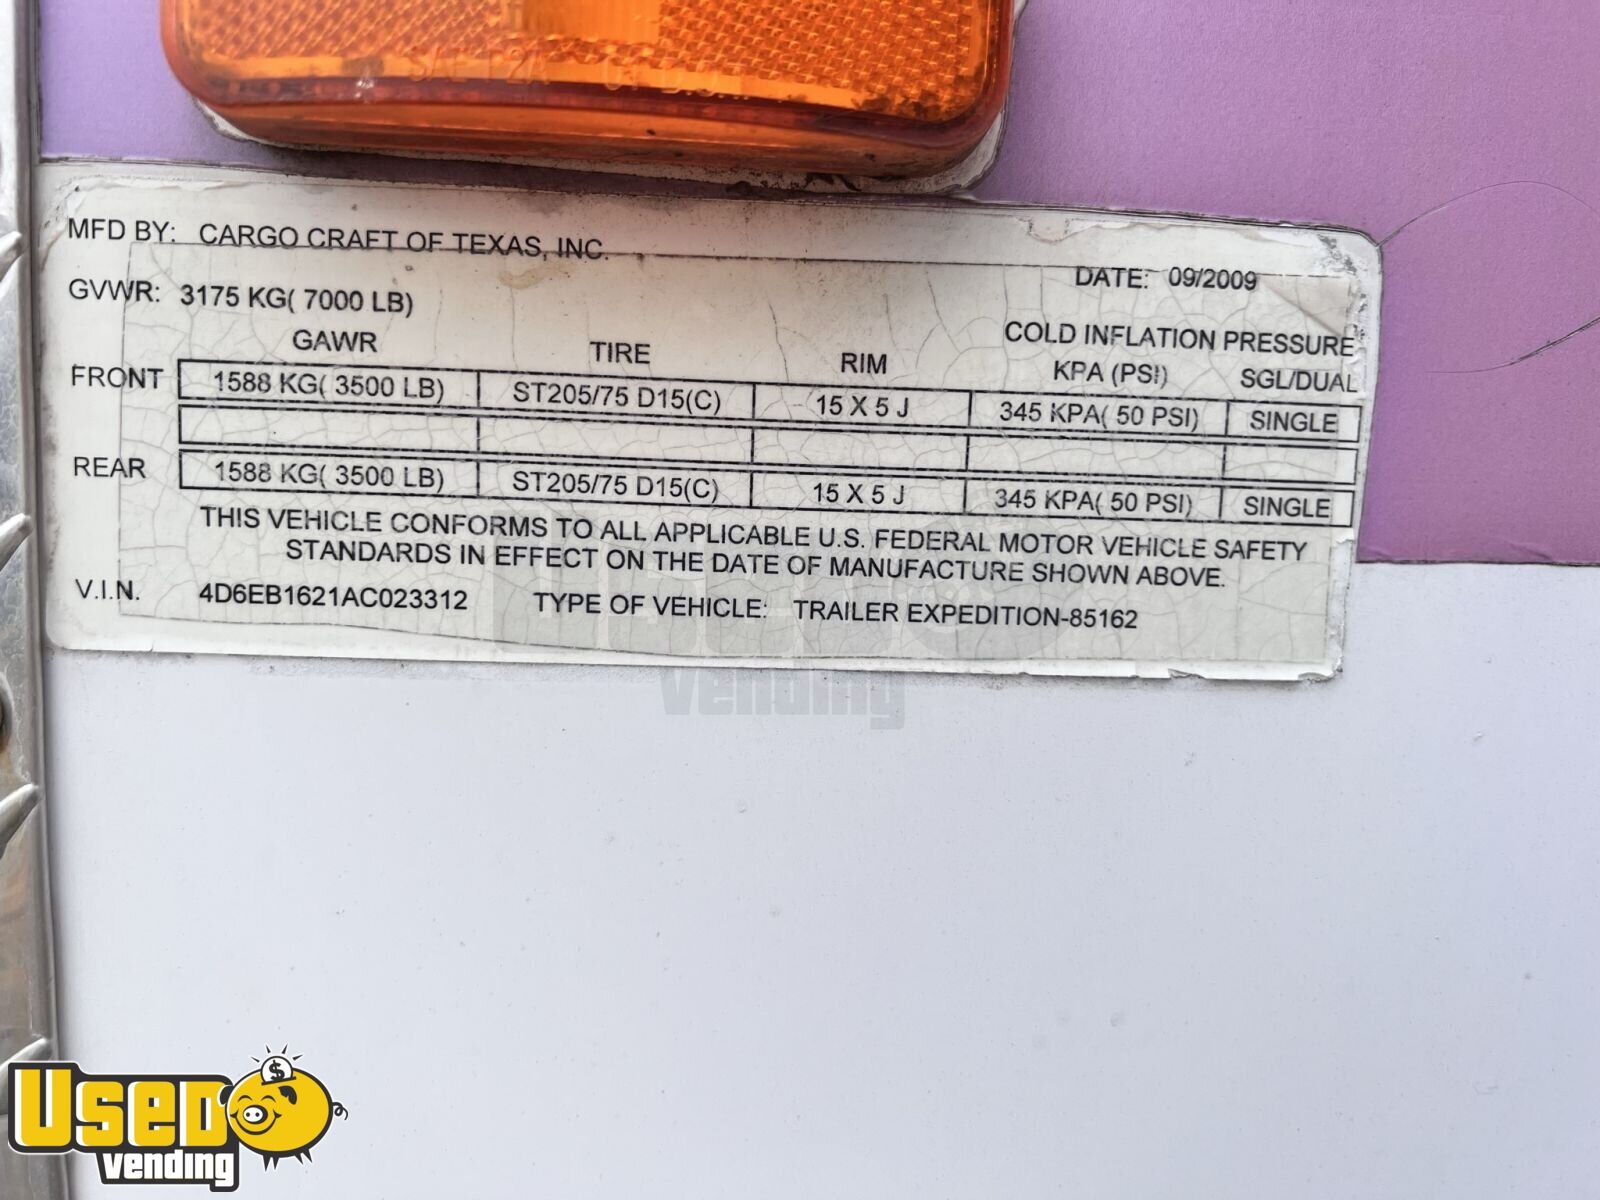 SAE P2A
MFD BY: CARGO CRAFT OF TEXAS, INC.
DATE: 09/2009
GVWR: 3175 KG( 7000 LB)
GAWR TIRE RIM COLD INFLATION PRESSURE
KPA (PSI) SGL/DUAL
FRONT 1588 KG( 3500 LB) ST205/75 D15(C) 15 X 5 J 345 KPA( 50 PSI) SINGLE
REAR 1588 KG( 3500 LB) ST205/75 D15(C) 15 X 5 J 345 KPA( 50 PSI) SINGLE
THIS VEHICLE CONFORMS TO ALL APPLICABLE U.S. FEDERAL MOTOR VEHICLE SAFETY
STANDARDS IN EFFECT ON THE DATE OF MANUFACTURE SHOWN ABOVE.
V.I.N. 4D6EB1621AC023312 TYPE OF VEHICLE: TRAILER EXPEDITION-85162
USED
vending
$
USED
vending